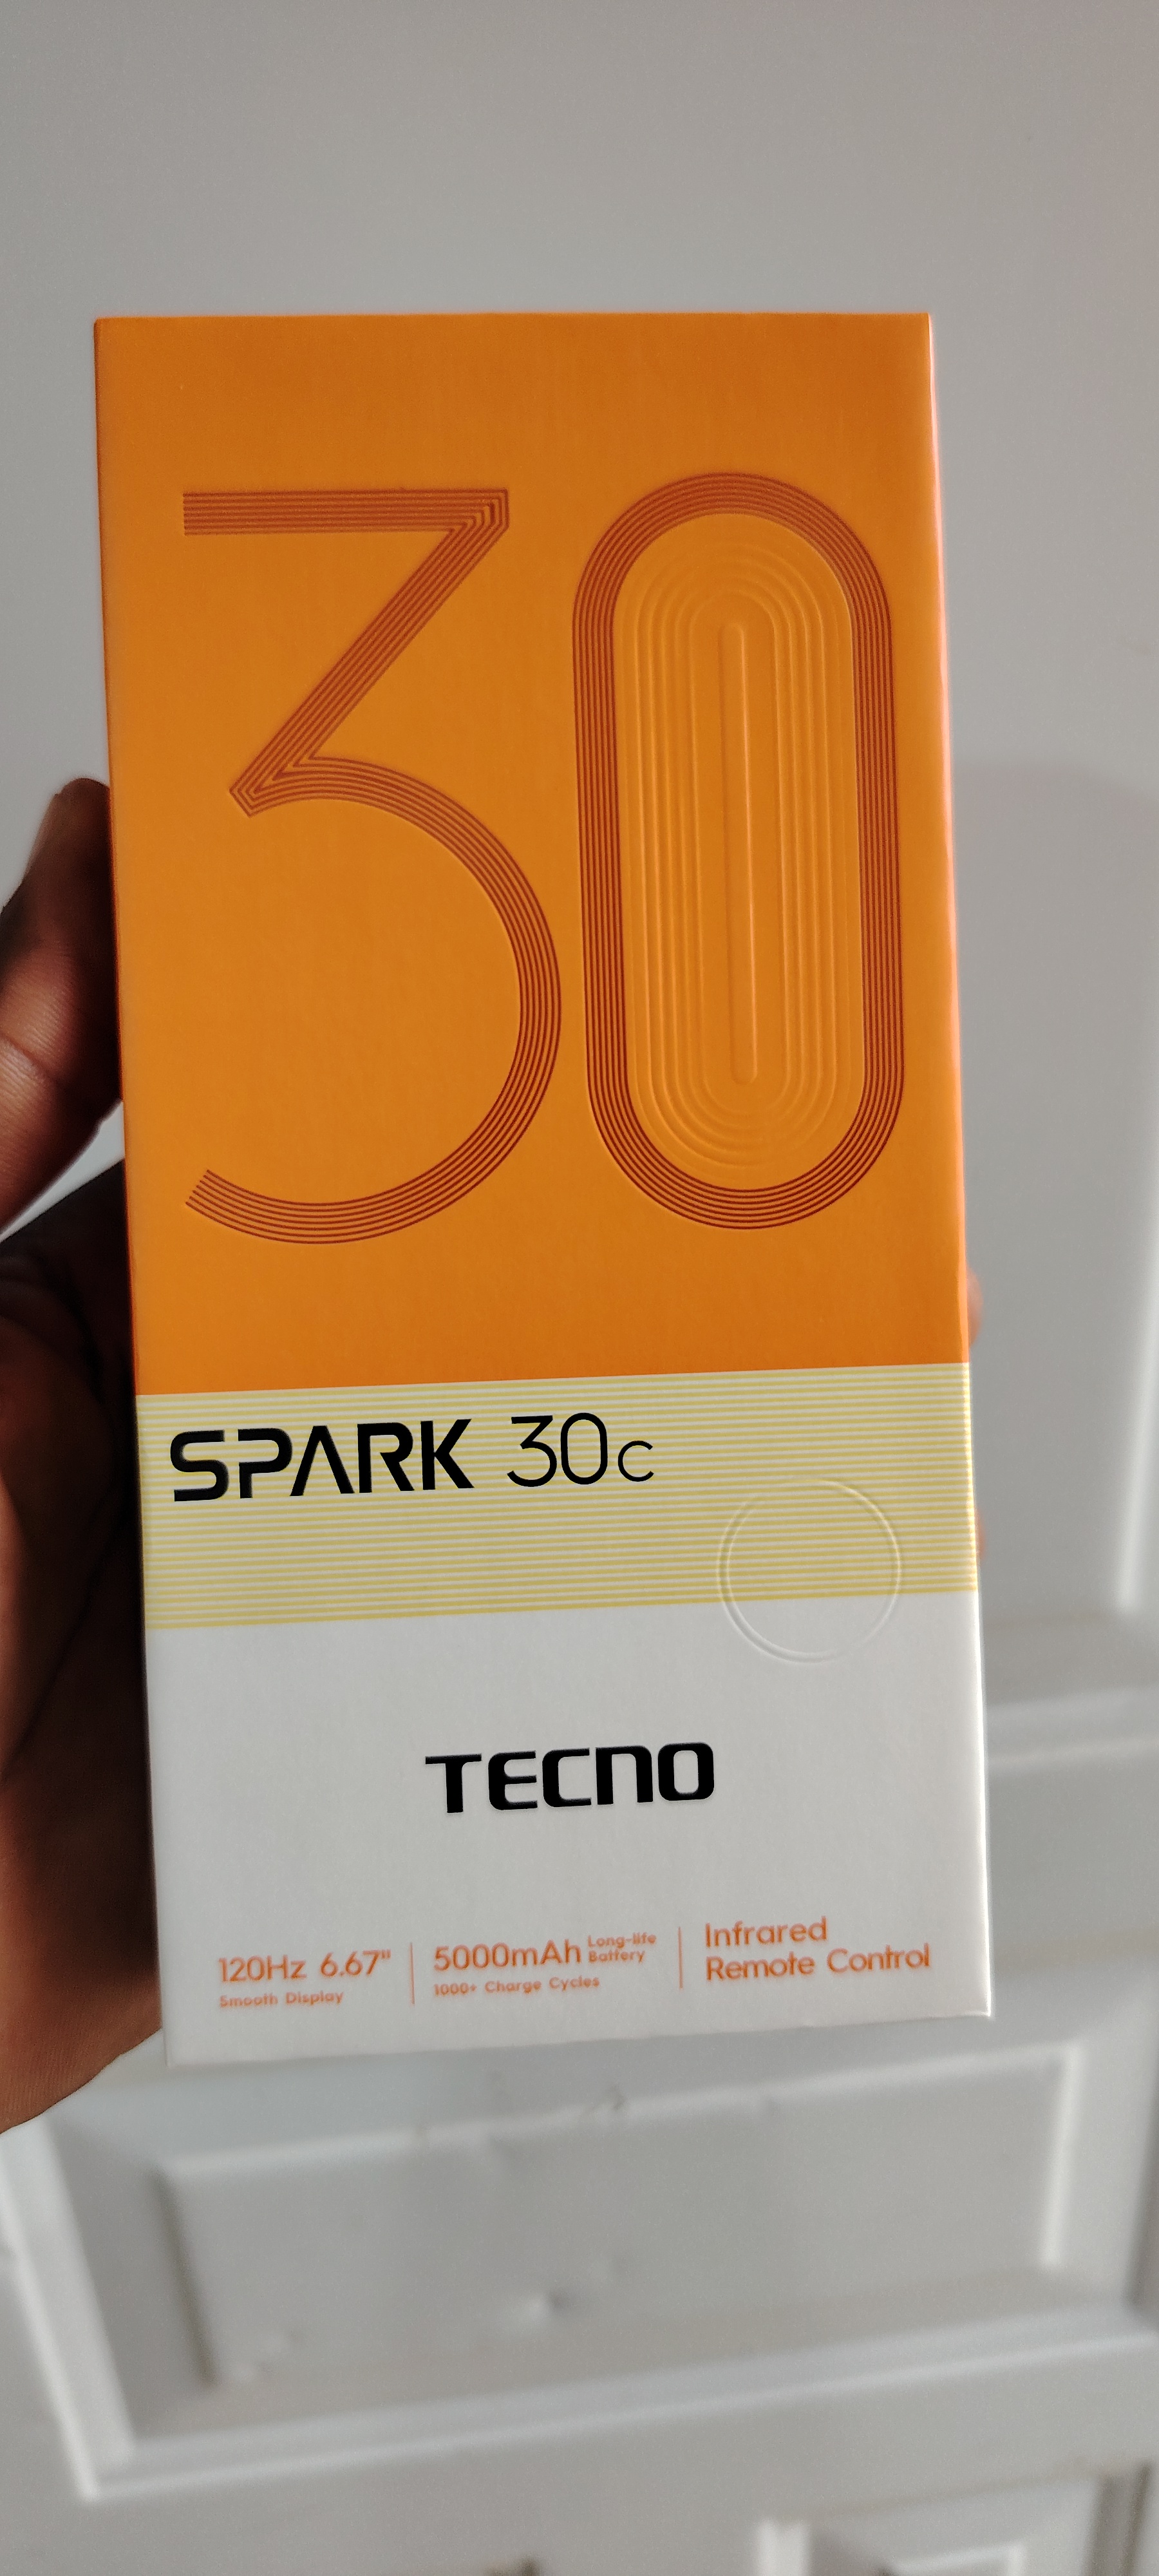 30
SPARK 30C
TECNO
120Hz 6.67"
Smooth Display
5000mAh Long-life Battery
1000+ Charge Cycles
Infrared
Remote Control